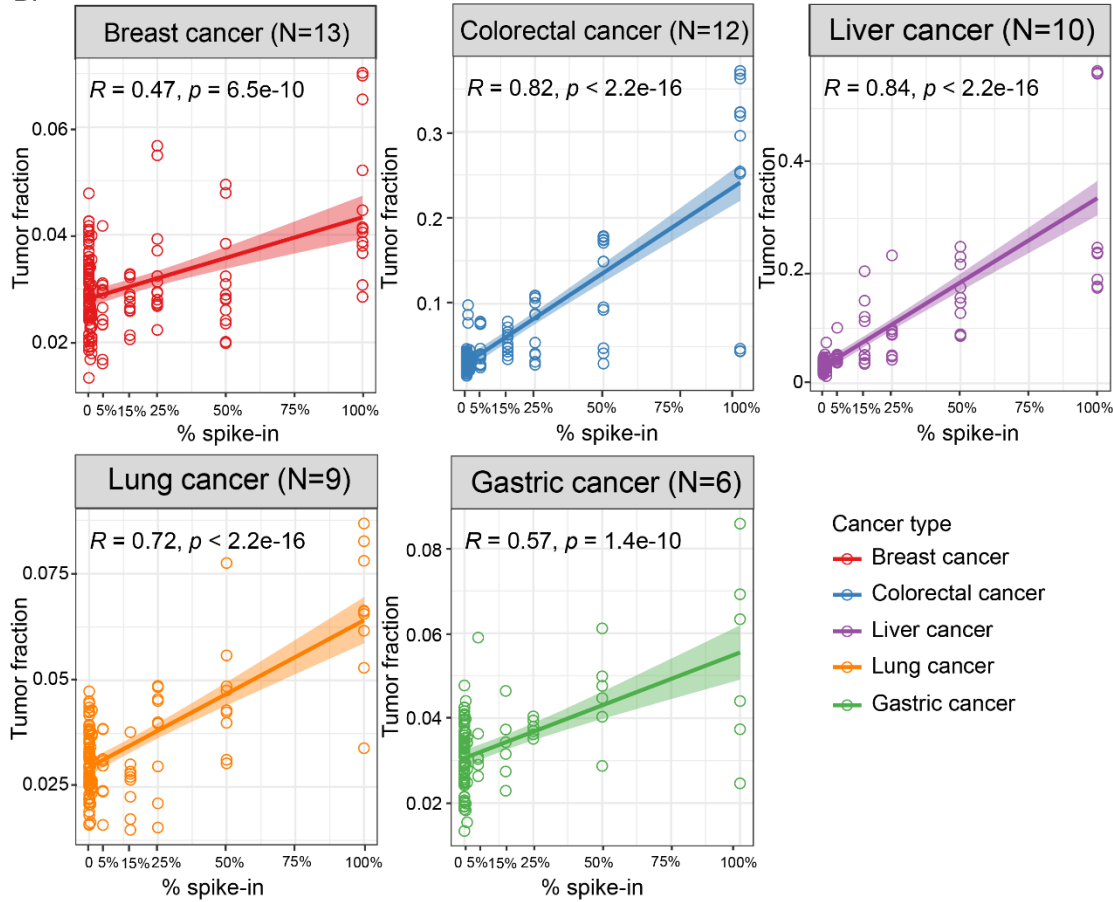 Breast cancer (N=13)
R = 0.47, p = 6.5e-10
0.06
0.04
0.02
Tumor fraction
0 5% 15% 25% 50% 75% 100%
% spike-in
Colorectal cancer (N=12)
R = 0.82, p < 2.2e-16
0.3
0.2
0.1
Tumor fraction
0 5% 15% 25% 50% 75% 100%
% spike-in
Liver cancer (N=10)
R = 0.84, p < 2.2e-16
0.4
0.2
0
Tumor fraction
0 5% 15% 25% 50% 75% 100%
% spike-in
Lung cancer (N=9)
R = 0.72, p < 2.2e-16
0.075
0.05
0.025
Tumor fraction
0 5% 15% 25% 50% 75% 100%
% spike-in
Gastric cancer (N=6)
R = 0.57, p = 1.4e-10
0.08
0.06
0.04
0.02
Tumor fraction
0 5% 15% 25% 50% 75% 100%
% spike-in
Cancer type
Breast cancer
Colorectal cancer
Liver cancer
Lung cancer
Gastric cancer